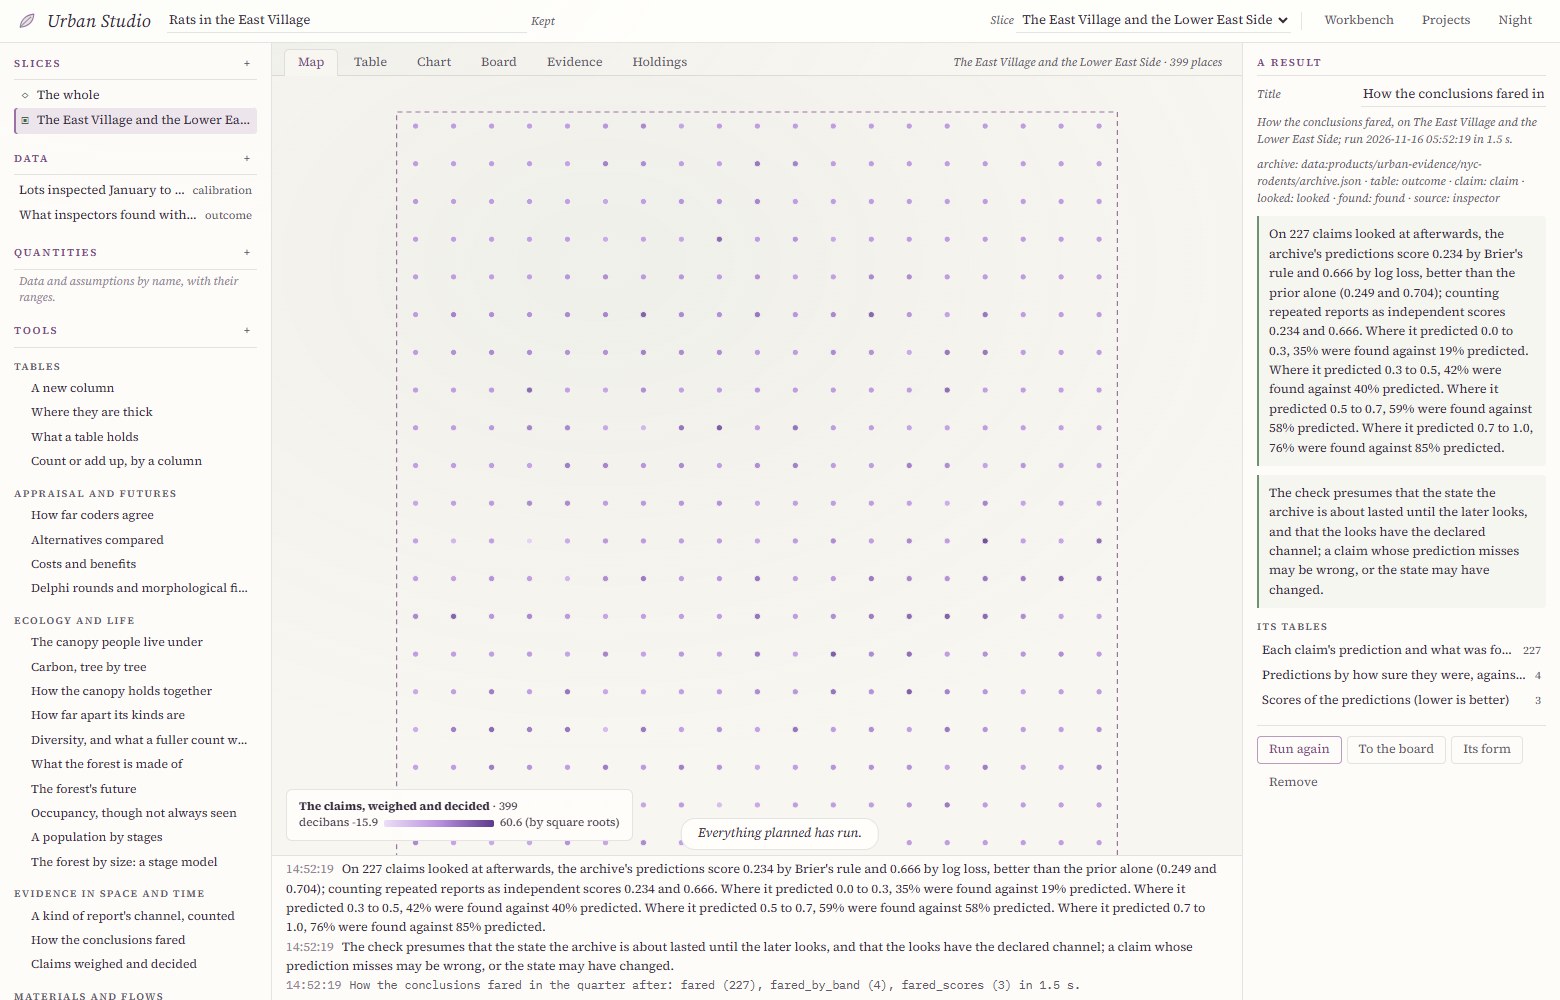 Urban Studio
Rats in the East Village
Kept
Slice
The East Village and the Lower East Side
Workbench
Projects
Night
SLICES
+
The whole
The East Village and the Lower Ea...
DATA
+
Lots inspected January to ... calibration
What inspectors found with... outcome
QUANTITIES
+
Data and assumptions by name, with their
ranges.
TOOLS
+
TABLES
A new column
Where they are thick
What a table holds
Count or add up, by a column
APPRAISAL AND FUTURES
How far coders agree
Alternatives compared
Costs and benefits
Delphi rounds and morphological fi...
ECOLOGY AND LIFE
The canopy people live under
Carbon, tree by tree
How the canopy holds together
How far apart its kinds are
Diversity, and what a fuller count w...
What the forest is made of
The forest's future
Occupancy, though not always seen
A population by stages
The forest by size: a stage model
EVIDENCE IN SPACE AND TIME
A kind of report's channel, counted
How the conclusions fared
Claims weighed and decided
MATERIALS AND FLOWS
Map
Table
Chart
Board
Evidence
Holdings
The East Village and the Lower East Side · 399 places
The claims, weighed and decided · 399
decibans -15.9 60.6 (by square roots)
Everything planned has run.
14:52:19 On 227 claims looked at afterwards, the archive's predictions score 0.234 by Brier's rule and 0.666 by log loss, better than the prior alone (0.249 and
0.704); counting repeated reports as independent scores 0.234 and 0.666. Where it predicted 0.0 to 0.3, 35% were found against 19% predicted. Where it
predicted 0.3 to 0.5, 42% were found against 40% predicted. Where it predicted 0.5 to 0.7, 59% were found against 58% predicted. Where it predicted 0.7 to
1.0, 76% were found against 85% predicted.
14:52:19 The check presumes that the state the archive is about lasted until the later looks, and that the looks have the declared channel; a claim whose
prediction misses may be wrong, or the state may have changed.
14:52:19 How the conclusions fared in the quarter after: fared (227), fared_by_band (4), fared_scores (3) in 1.5 s.
A RESULT
Title
How the conclusions fared in
How the conclusions fared, on The East Village and the
Lower East Side; run 2026-11-16 05:52:19 in 1.5 s.
archive: data:products/urban-evidence/nyc-
rodents/archive.json · table: outcome · claim: claim ·
looked: looked · found: found · source: inspector
On 227 claims looked at afterwards, the
archive's predictions score 0.234 by Brier's
rule and 0.666 by log loss, better than the
prior alone (0.249 and 0.704); counting
repeated reports as independent scores
0.234 and 0.666. Where it predicted 0.0 to
0.3, 35% were found against 19% predicted.
Where it predicted 0.3 to 0.5, 42% were
found against 40% predicted. Where it
predicted 0.5 to 0.7, 59% were found against
58% predicted. Where it predicted 0.7 to 1.0,
76% were found against 85% predicted.
The check presumes that the state the
archive is about lasted until the later looks,
and that the looks have the declared
channel; a claim whose prediction misses
may be wrong, or the state may have
changed.
ITS TABLES
Each claim's prediction and what was fo... 227
Predictions by how sure they were, agains... 4
Scores of the predictions (lower is better) 3
Run again
To the board
Its form
Remove